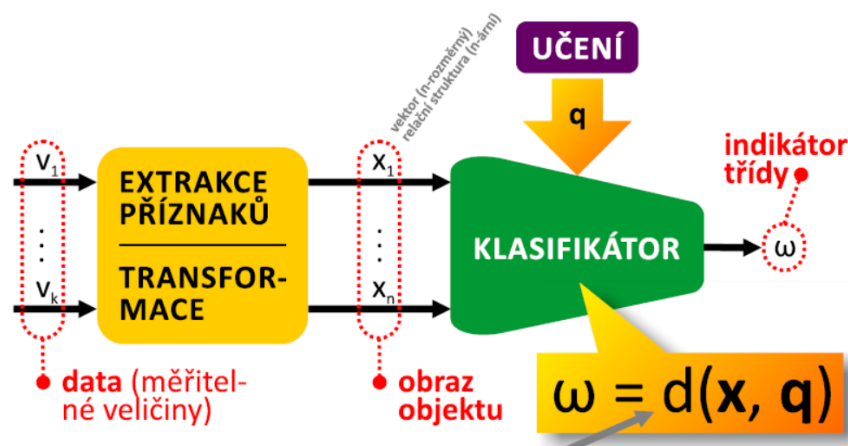 vektor (n-rozměrný)
relační struktura (n-ární)
UČENÍ
q
indikátor
třídy
v₁
⋮
vₖ
EXTRAKCE
PŘÍZNAKŮ
TRANSFOR-
MACE
x₁
⋮
xₙ
KLASIFIKÁTOR
ω
data (měřitel-
né veličiny)
obraz
objektu
ω = d(x, q)